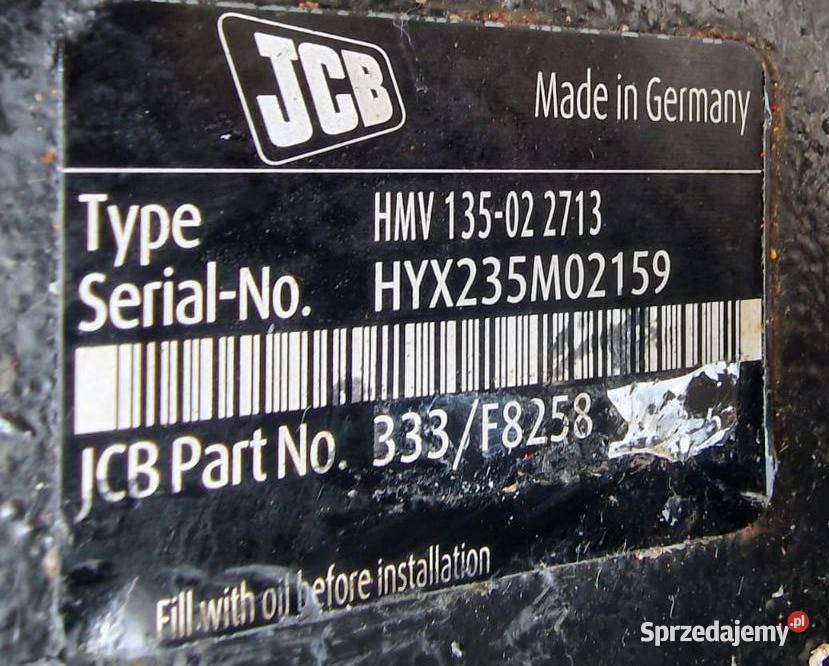 JCB
Made in Germany
Type HMV 135-02 2713
Serial-No. HYX235M02159
JCB Part No. 333/F8258
Fill with oil before installation
Sprzedajemy.pl